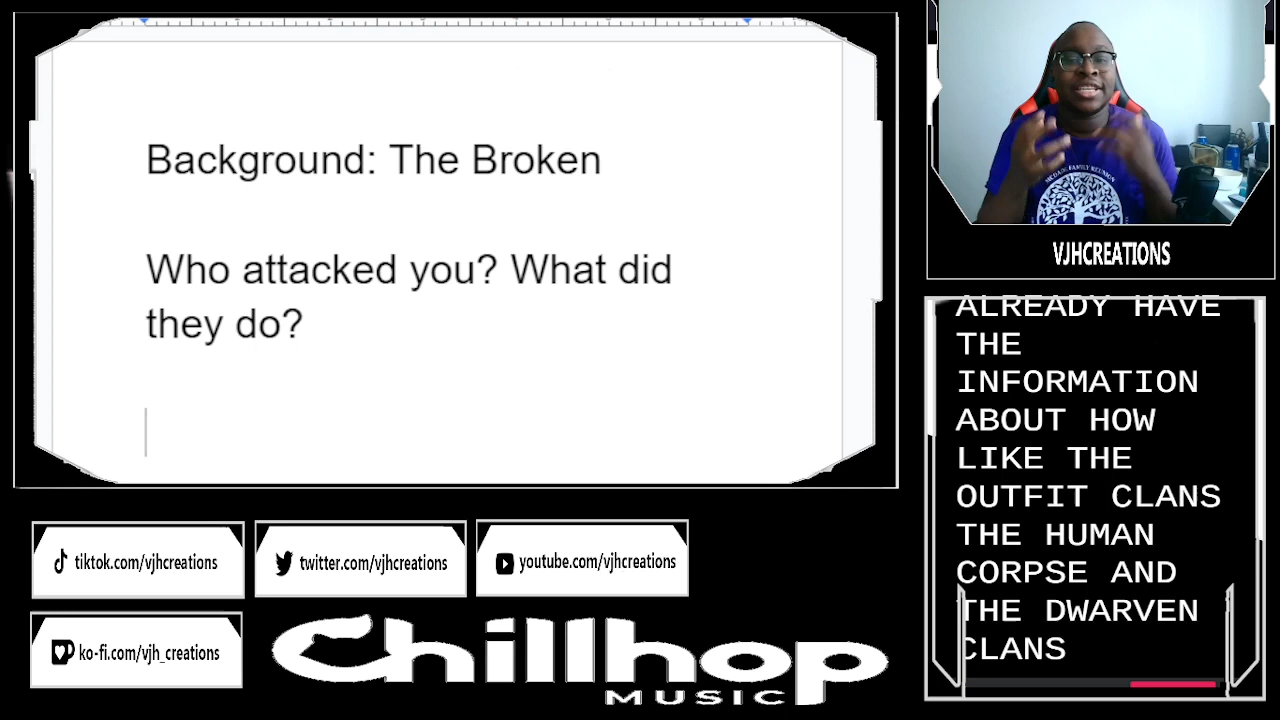 Background: The Broken
Who attacked you? What did
they do?
VJHCREATIONS
ALREADY HAVE
THE
INFORMATION
ABOUT HOW
LIKE THE
OUTFIT CLANS
THE HUMAN
CORPSE AND
THE DWARVEN
CLANS
tiktok.com/vjhcreations
twitter.com/vjhcreations
youtube.com/vjhcreations
ko-fi.com/vjh_creations
Chillhop
MUSIC